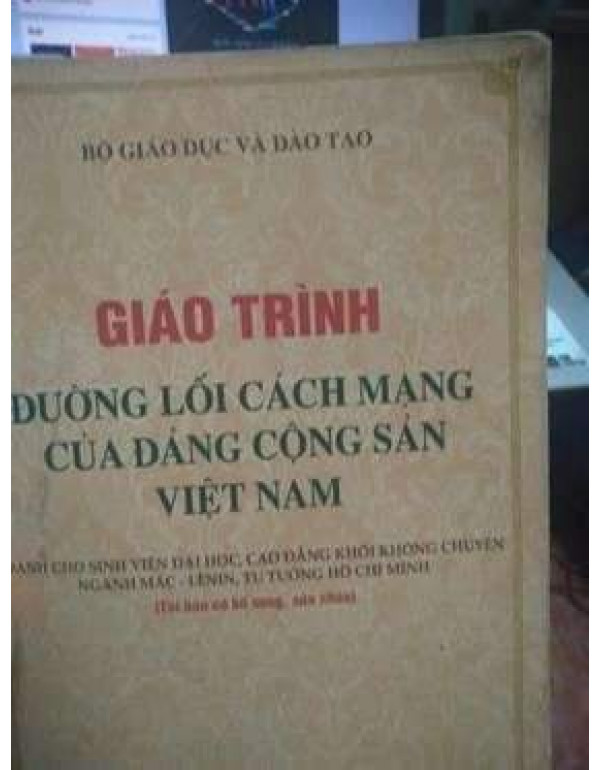 BỘ GIÁO DỤC VÀ ĐÀO TẠO
GIÁO TRÌNH
ĐƯỜNG LỐI CÁCH MẠNG
CỦA ĐẢNG CỘNG SẢN
VIỆT NAM
DÀNH CHO SINH VIÊN ĐẠI HỌC, CAO ĐẲNG KHỐI KHÔNG CHUYÊN
NGÀNH MÁC - LÊNIN, TƯ TƯỞNG HỒ CHÍ MINH
(Tái bản có bổ sung, sửa chữa)